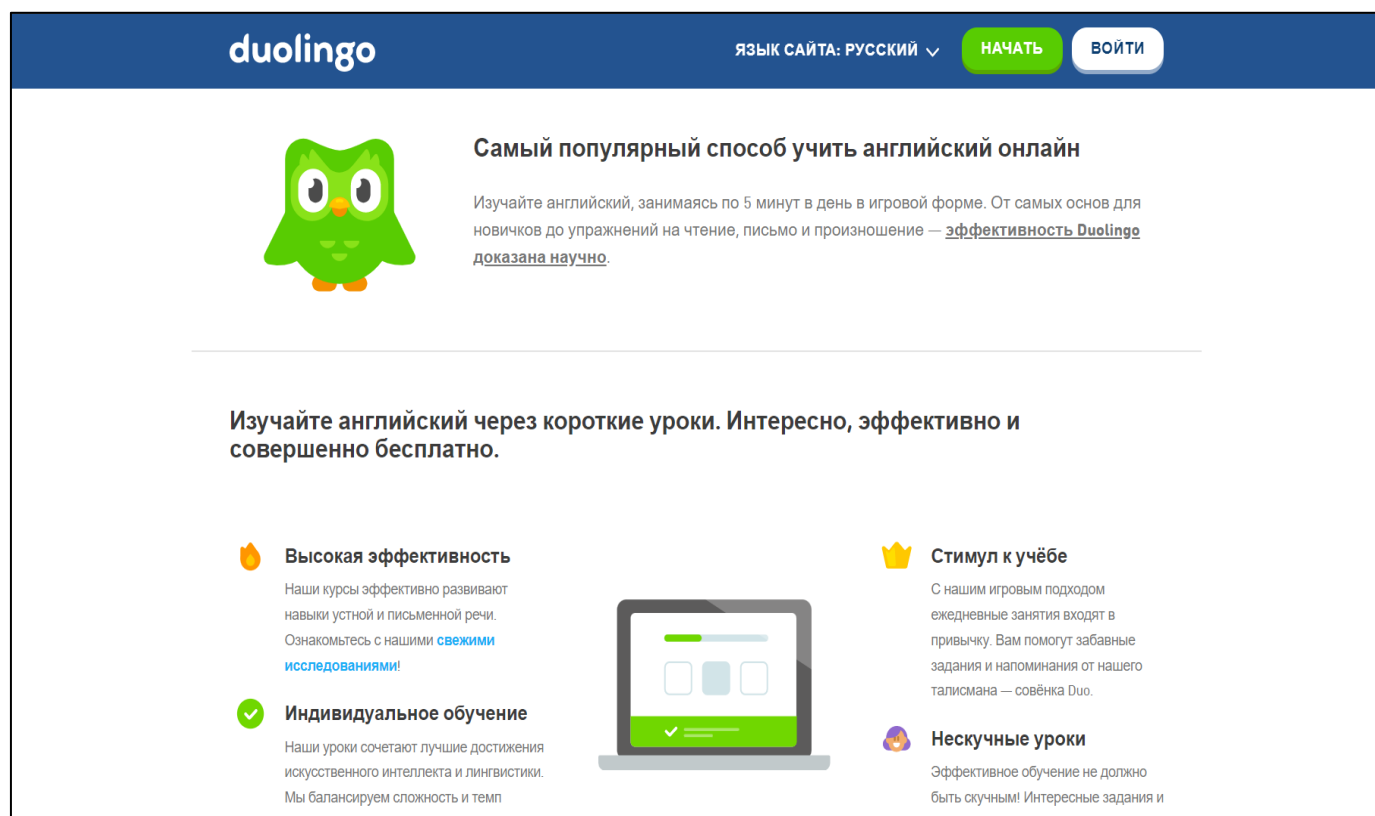 duolingo
ЯЗЫК САЙТА: РУССКИЙ
НАЧАТЬ
ВОЙТИ
Самый популярный способ учить английский онлайн
Изучайте английский, занимаясь по 5 минут в день в игровой форме. От самых основ для
новичков до упражнений на чтение, письмо и произношение — эффективность Duolingo
доказана научно.
Изучайте английский через короткие уроки. Интересно, эффективно и
совершенно бесплатно.
Высокая эффективность
Наши курсы эффективно развивают
навыки устной и письменной речи.
Ознакомьтесь с нашими свежими
исследованиями!
Индивидуальное обучение
Наши уроки сочетают лучшие достижения
искусственного интеллекта и лингвистики.
Мы балансируем сложность и темп
Стимул к учёбе
С нашим игровым подходом
ежедневные занятия входят в
привычку. Вам помогут забавные
задания и напоминания от нашего
талисмана — совёнка Duo.
Нескучные уроки
Эффективное обучение не должно
быть скучным! Интересные задания и